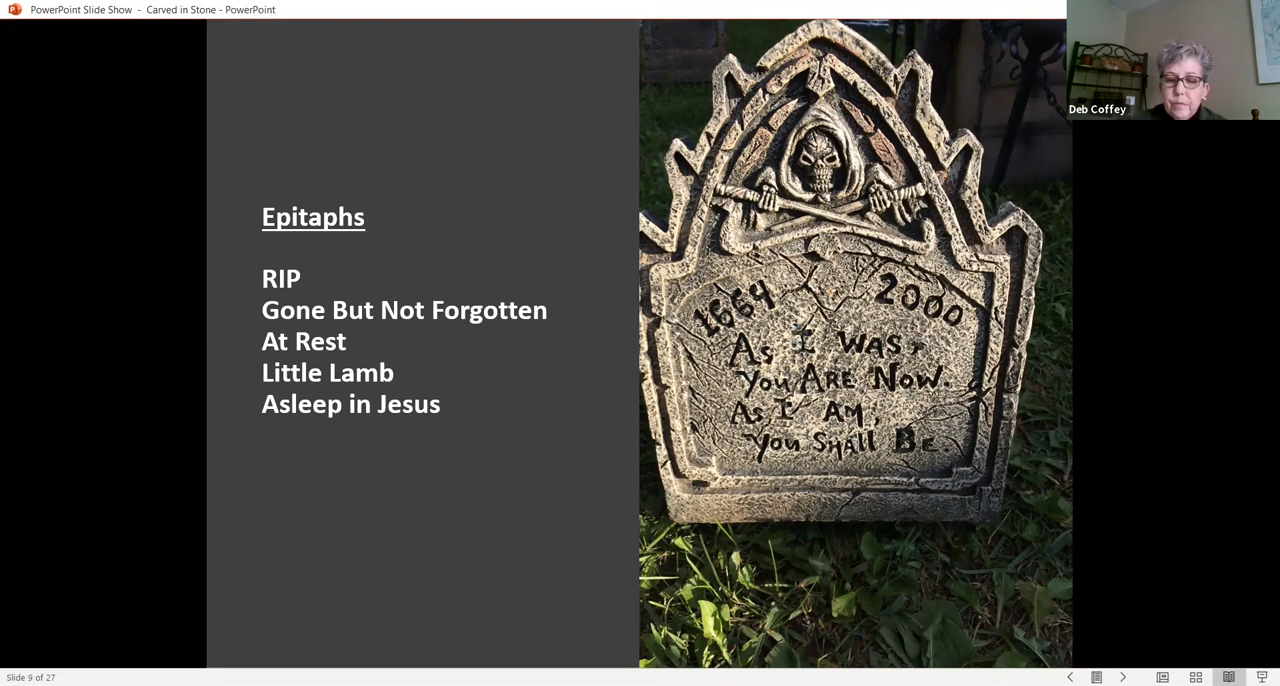 PowerPoint Slide Show - Carved in Stone - PowerPoint
Deb Coffey
Epitaphs
RIP
Gone But Not Forgotten
At Rest
Little Lamb
Asleep in Jesus
1664 2000
As I Was,
You Are Now.
As I Am,
You Shall Be.
Slide 9 of 27